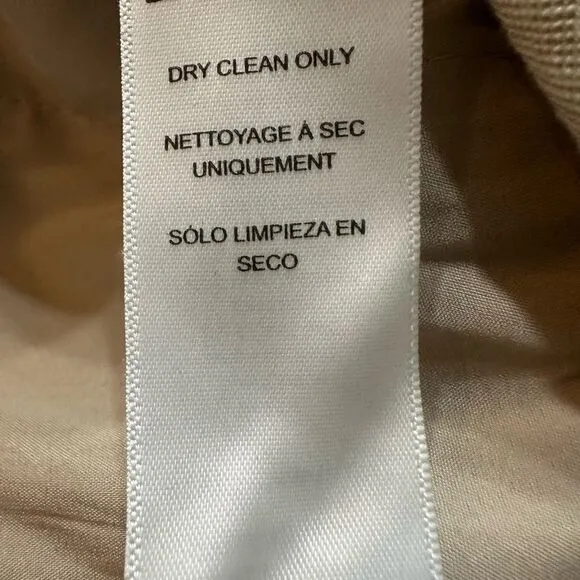 DRY CLEAN ONLY
NETTOYAGE À SEC
UNIQUEMENT
SÓLO LIMPIEZA EN
SECO